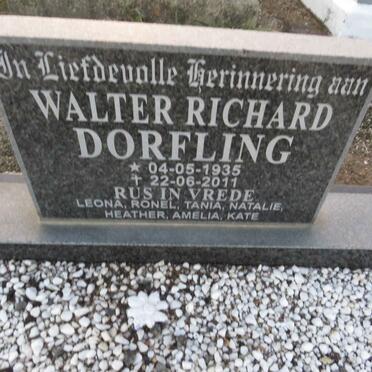 In Liefdevolle Herinnering aan
WALTER RICHARD
DORFLING
★ 04-05-1935
✝ 22-06-2011
RUS IN VREDE
LEONA, RONEL, TANIA, NATALIE,
HEATHER, AMELIA, KATE